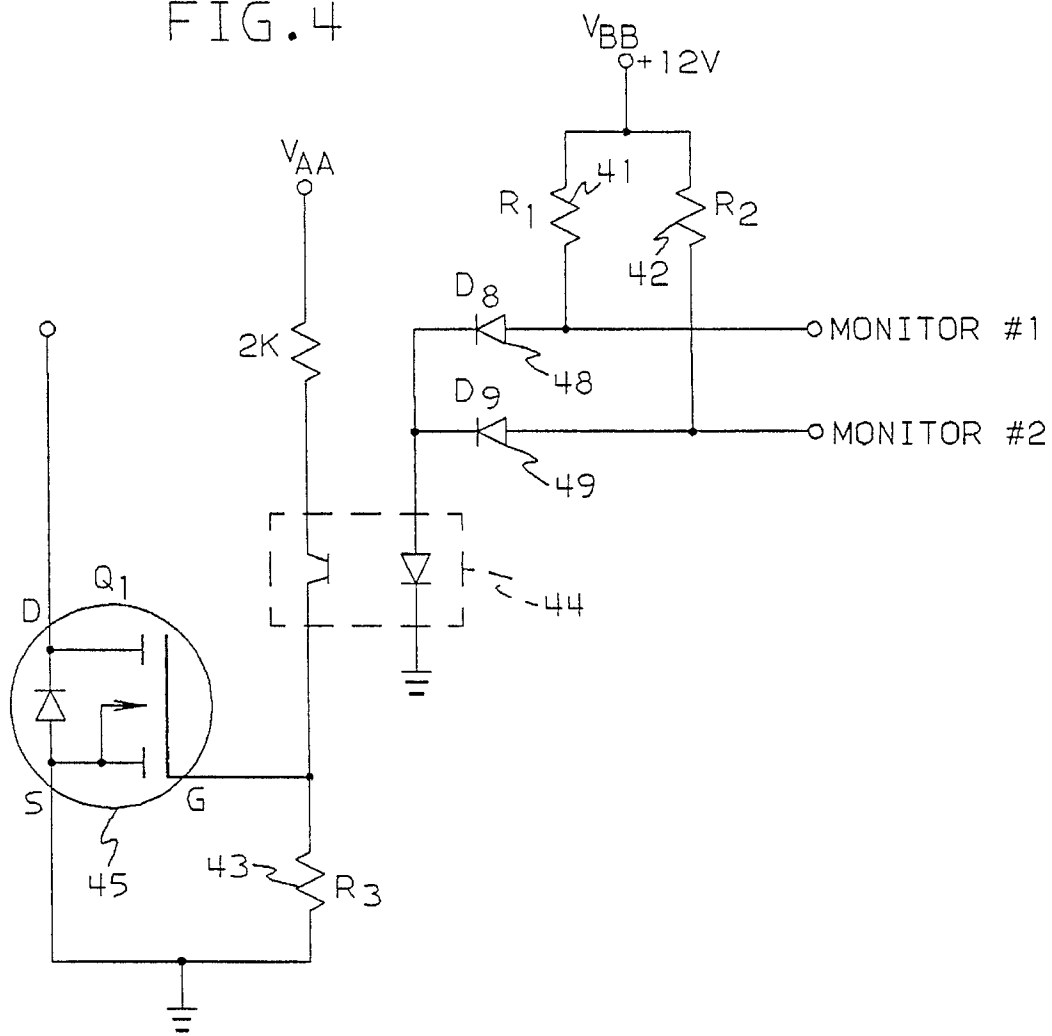 FIG.4
VBB
+12V
VAA
41
R1
R2
42
D8
MONITOR #1
2K
48
D9
MONITOR #2
49
Q1
44
D
S
G
45
43
R3